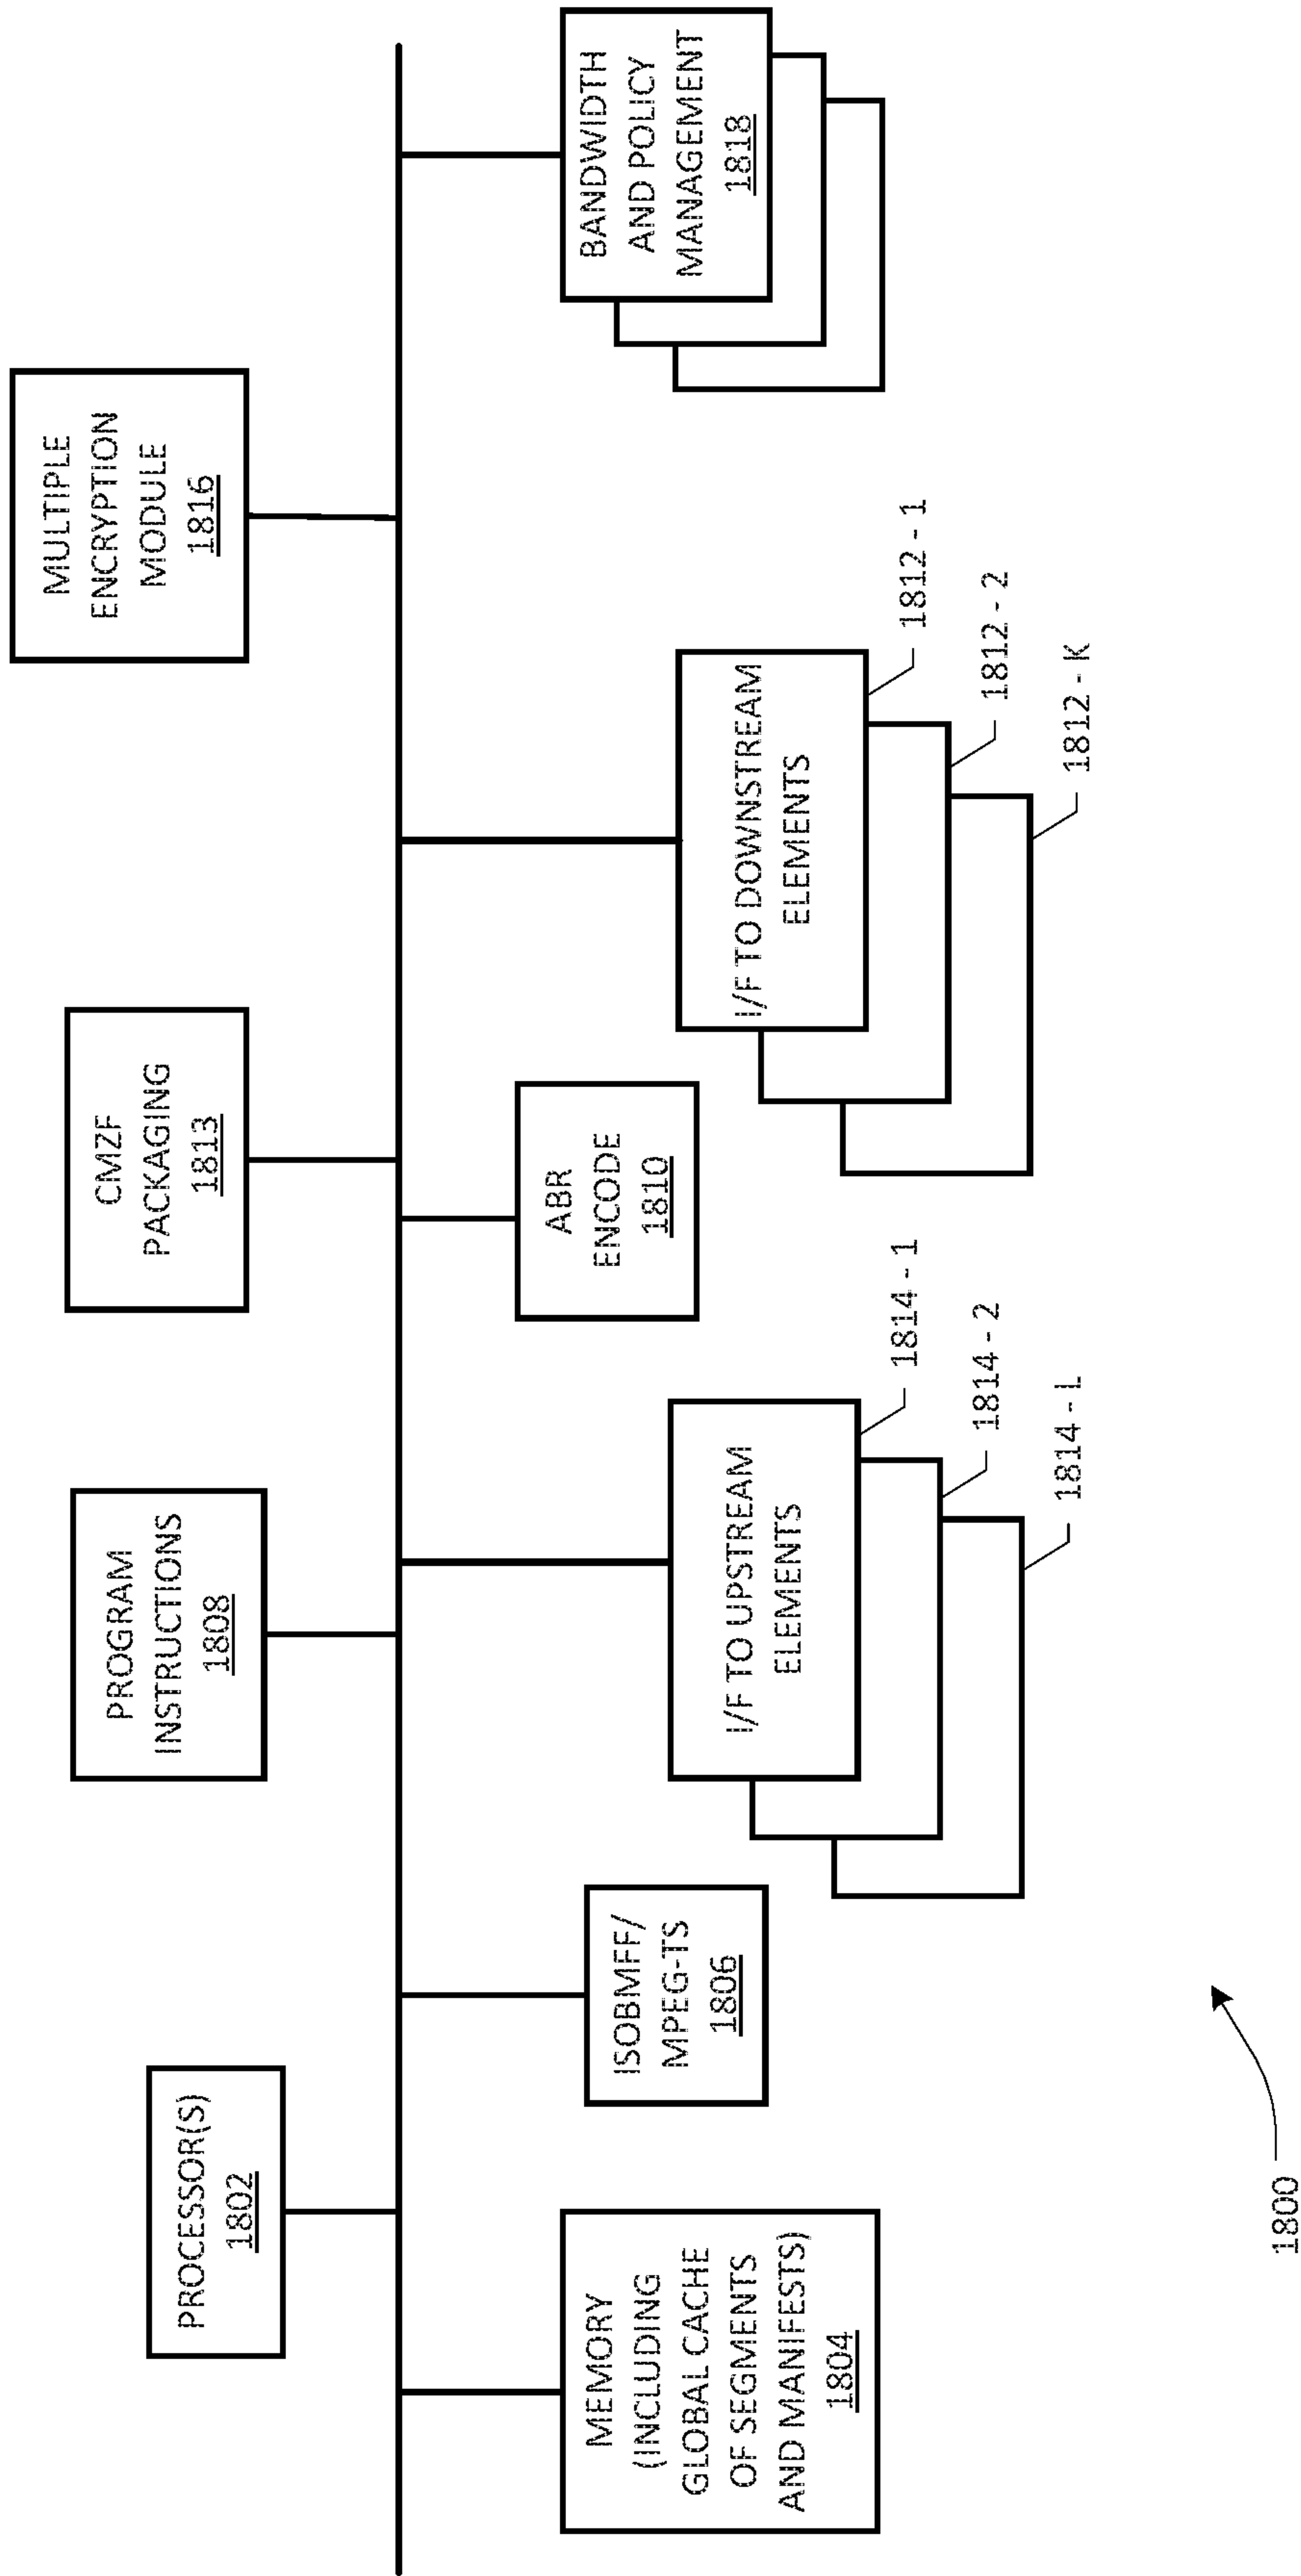 PROCESSOR(S)
1802
PROGRAM
INSTRUCTIONS
1808
CMZF
PACKAGING
1813
MULTIPLE
ENCRYPTION
MODULE
1816
MEMORY
(INCLUDING
GLOBAL CACHE
OF SEGMENTS
AND MANIFESTS)
1804
ISOBMFF/
MPEG-TS
1806
I/F TO UPSTREAM
ELEMENTS
1814 - 1
1814 - 2
1814 - L
ABR
ENCODE
1810
I/F TO DOWNSTREAM
ELEMENTS
1812 - 1
1812 - 2
1812 - K
BANDWIDTH
AND POLICY
MANAGEMENT
1818
1800